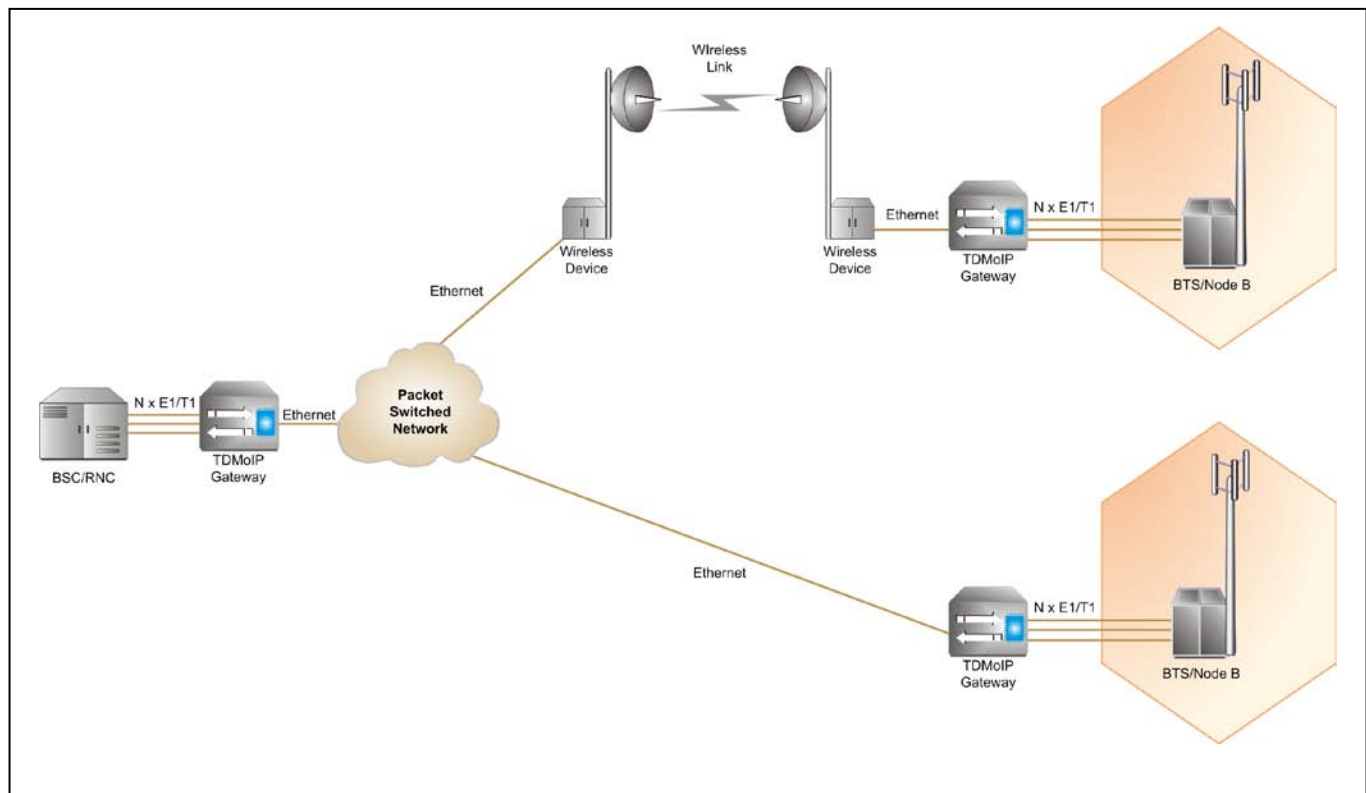 WIreless
Link
Ethernet
N x E1/T1
Wireless
Device
Wireless
Device
TDMoIP
Gateway
BTS/Node B
Ethernet
Packet
Switched
Network
N x E1/T1
Ethernet
BSC/RNC
TDMoIP
Gateway
Ethernet
N x E1/T1
TDMoIP
Gateway
BTS/Node B